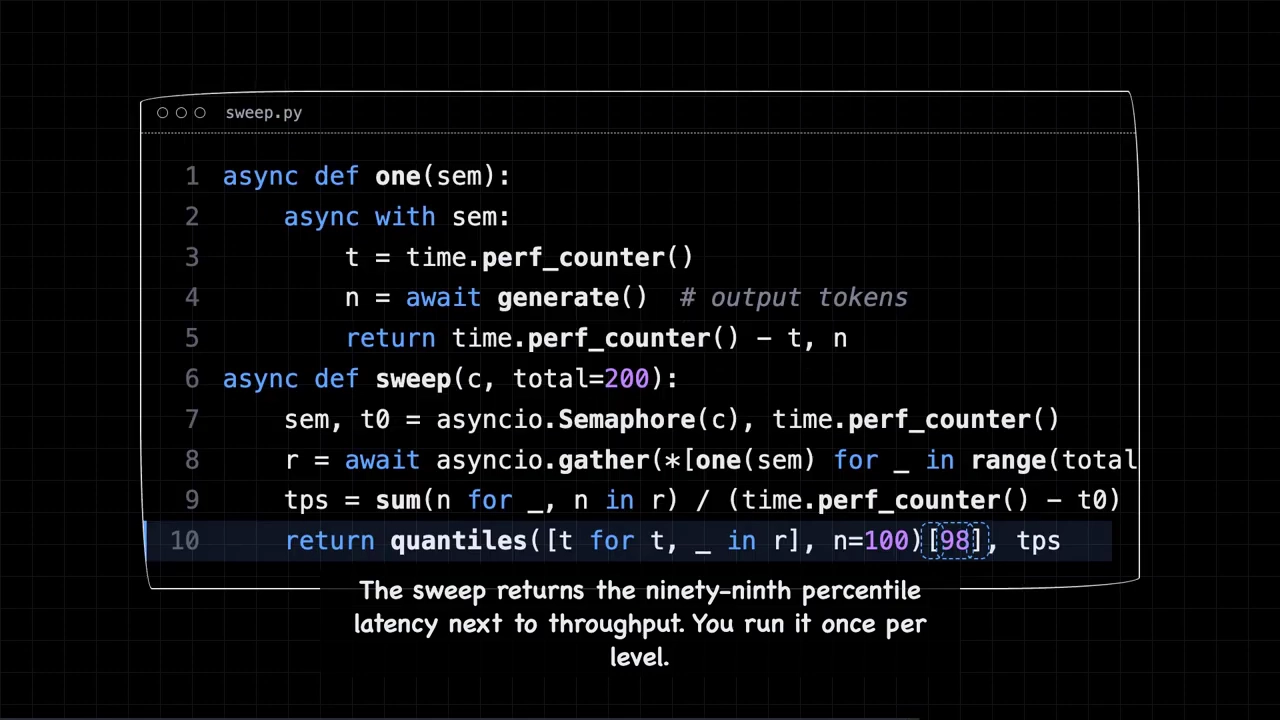 sweep.py
1 async def one(sem):
2     async with sem:
3         t = time.perf_counter()
4         n = await generate()  # output tokens
5         return time.perf_counter() - t, n
6 async def sweep(c, total=200):
7     sem, t0 = asyncio.Semaphore(c), time.perf_counter()
8     r = await asyncio.gather(*[one(sem) for _ in range(total
9     tps = sum(n for _, n in r) / (time.perf_counter() - t0)
10     return quantiles([t for t, _ in r], n=100)[98], tps
The sweep returns the ninety-ninth percentile
latency next to throughput. You run it once per
level.